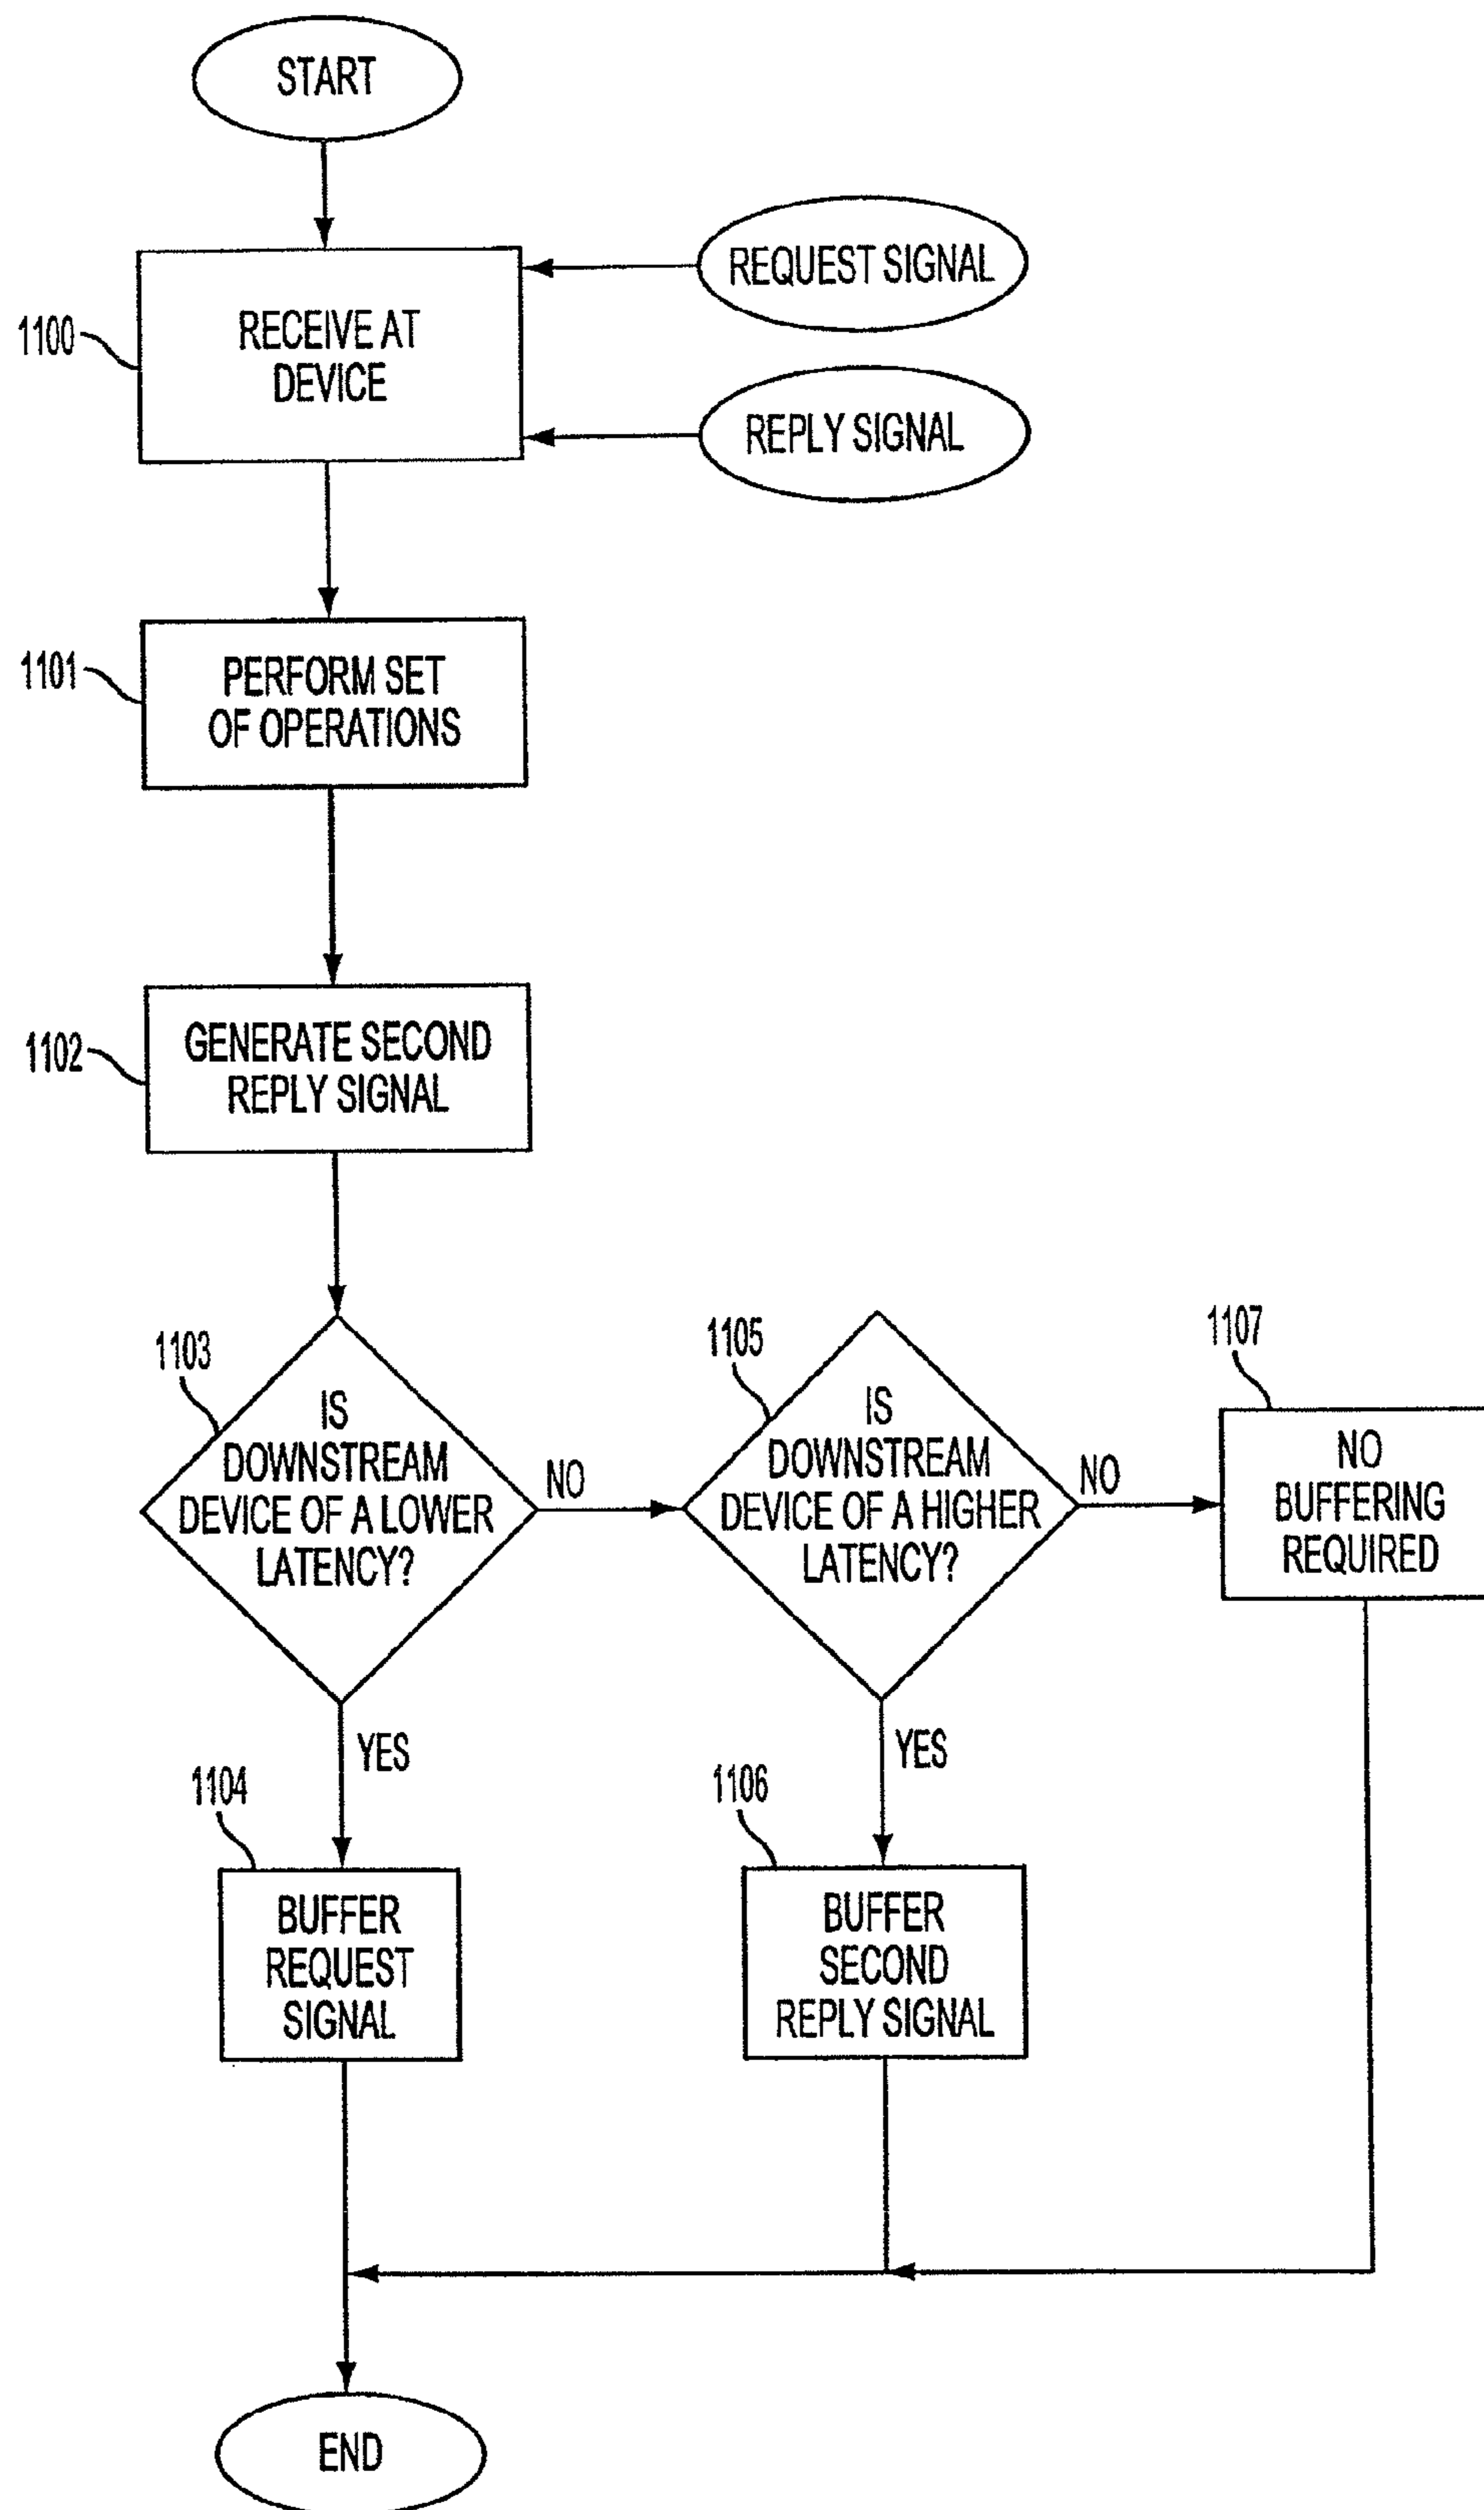 START
REQUEST SIGNAL
1100
RECEIVE AT
DEVICE
REPLY SIGNAL
1101
PERFORM SET
OF OPERATIONS
1102
GENERATE SECOND
REPLY SIGNAL
1103
IS
DOWNSTREAM
DEVICE OF A LOWER
LATENCY?
NO
YES
1105
IS
DOWNSTREAM
DEVICE OF A HIGHER
LATENCY?
NO
YES
1107
NO
BUFFERING
REQUIRED
1104
BUFFER
REQUEST
SIGNAL
1106
BUFFER
SECOND
REPLY SIGNAL
END